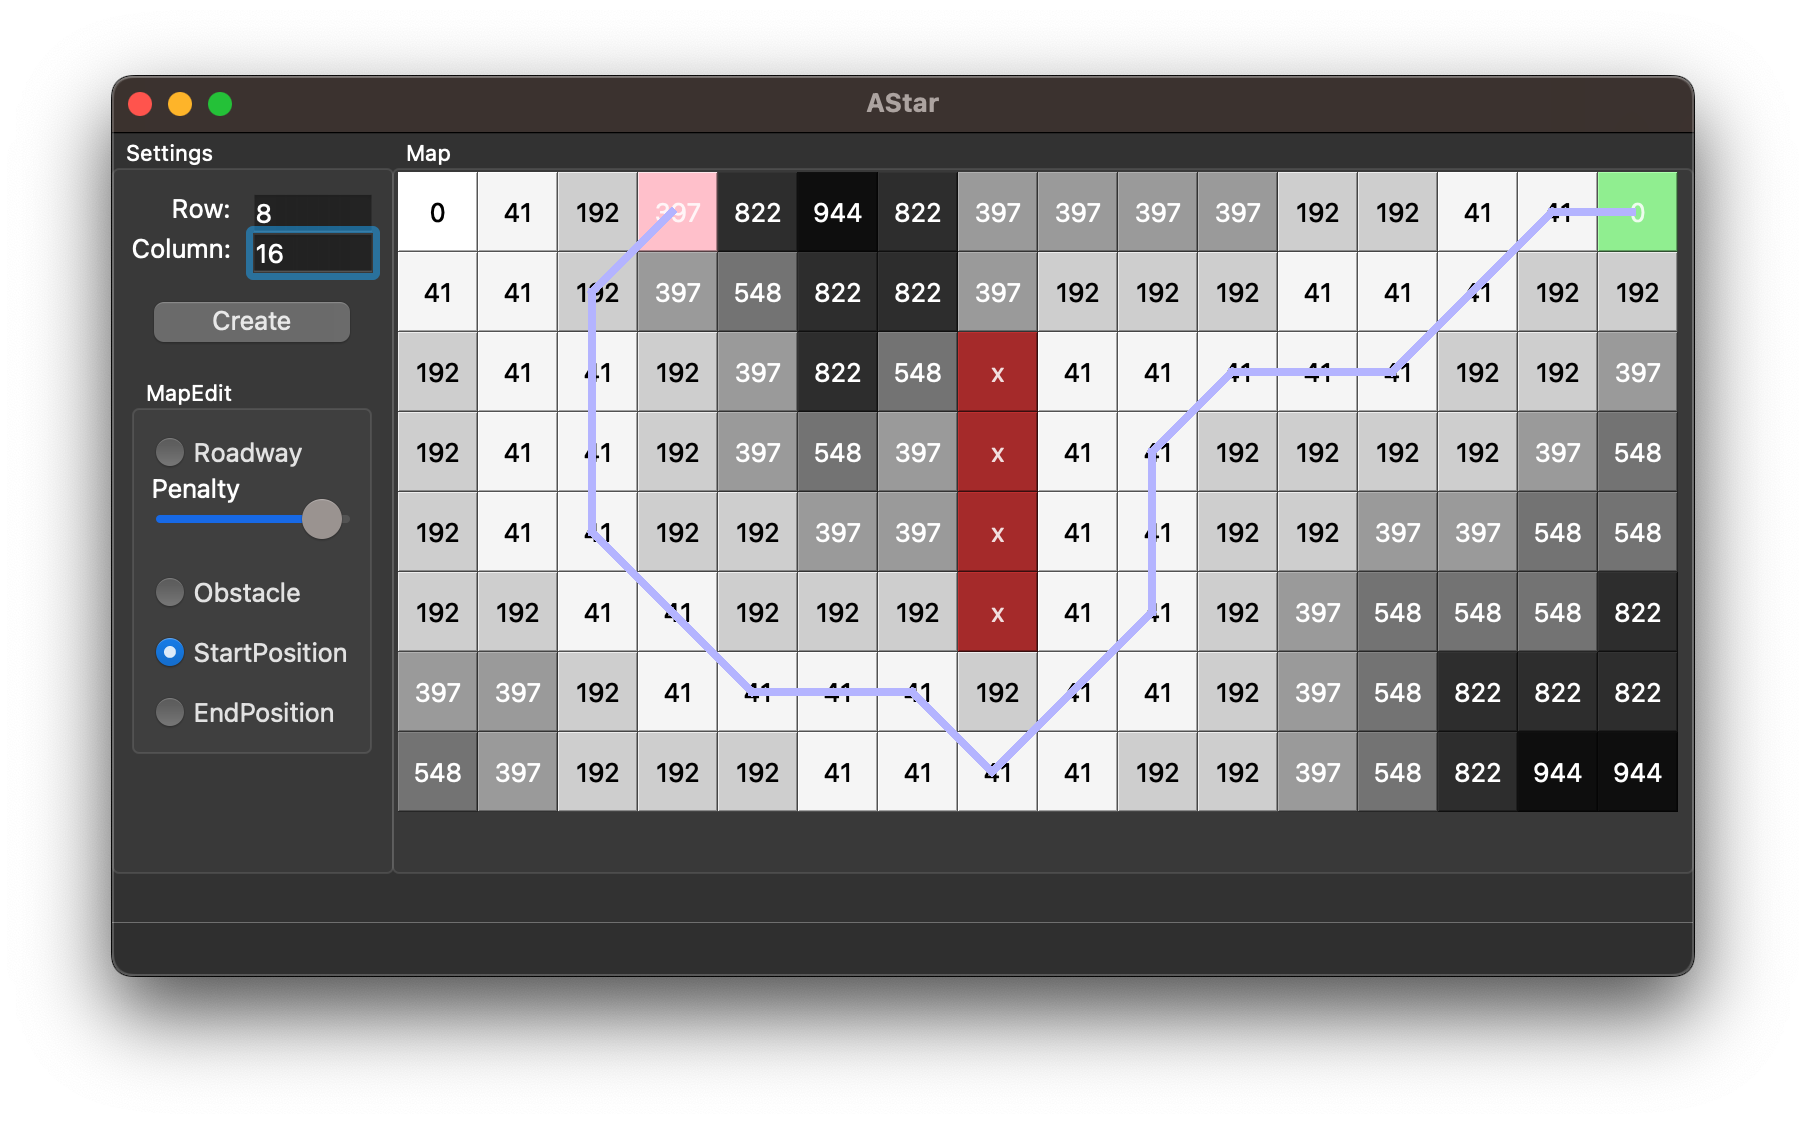 AStar
Settings
Map
Row: 8
Column: 16
Create
MapEdit
Roadway
Penalty
Obstacle
StartPosition
EndPosition
0 41 192 397 822 944 822 397 397 397 397 192 192 41 41 0
41 41 192 397 548 822 822 397 192 192 192 41 41 41 192 192
192 41 41 192 397 822 548 x 41 41 41 41 41 192 192 397
192 41 41 192 397 548 397 x 41 41 192 192 192 192 397 548
192 41 41 192 192 397 397 x 41 41 192 192 397 397 548 548
192 192 41 41 192 192 192 x 41 41 192 397 548 548 548 822
397 397 192 41 41 41 41 192 41 41 192 397 548 822 822 822
548 397 192 192 192 41 41 41 41 192 192 397 548 822 944 944